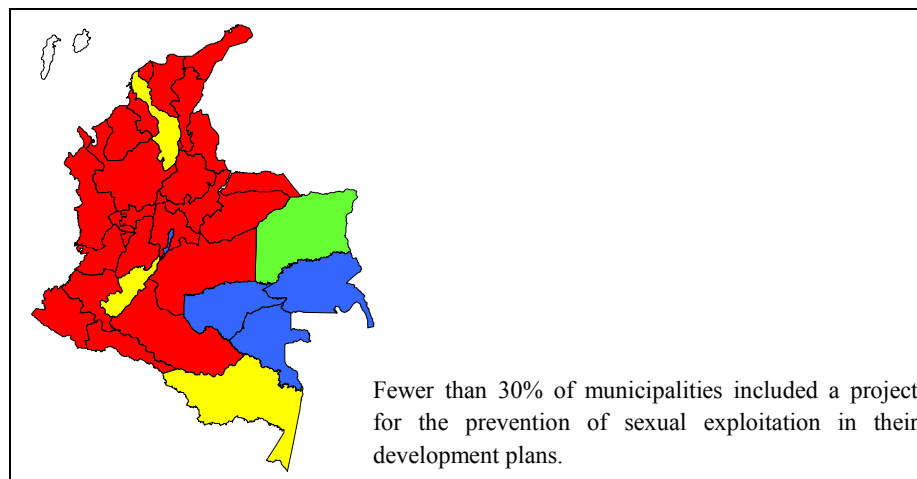 Fewer than 30% of municipalities included a project
for the prevention of sexual exploitation in their
development plans.